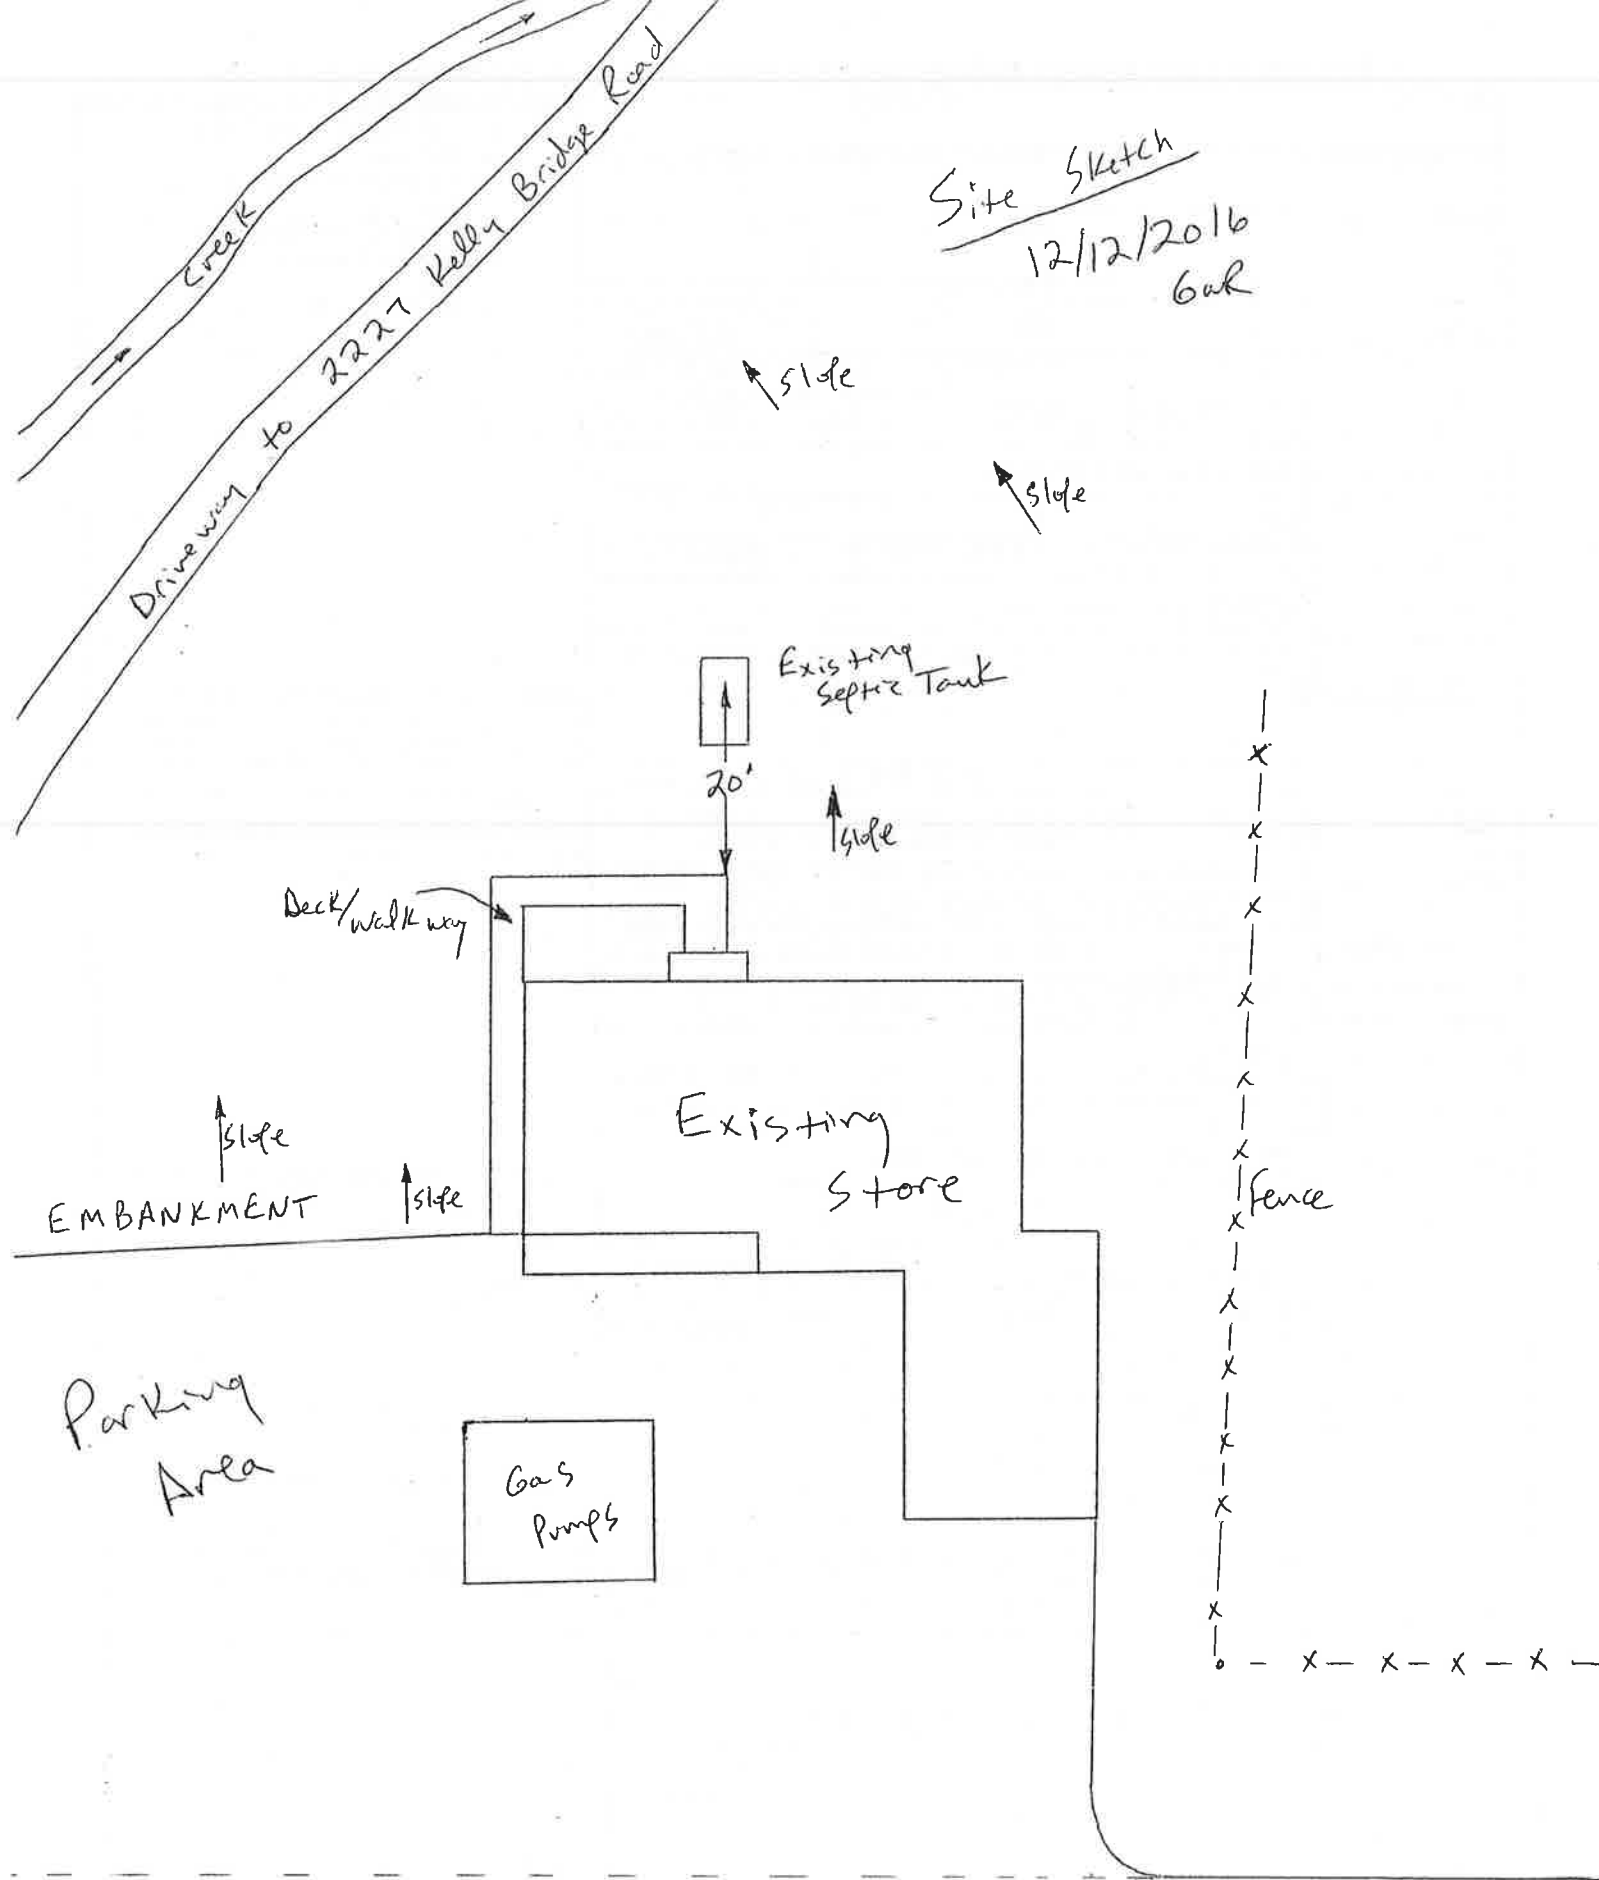 Creek
Driveway to 2227 Kelly Bridge Road
Site Sketch
12/12/2016
GWR
slope
slope
Existing
Septic Tank
20'
slope
Deck/
walkway
Existing
Store
slope
slope
EMBANKMENT
Fence
Parking
Area
Gas
Pumps